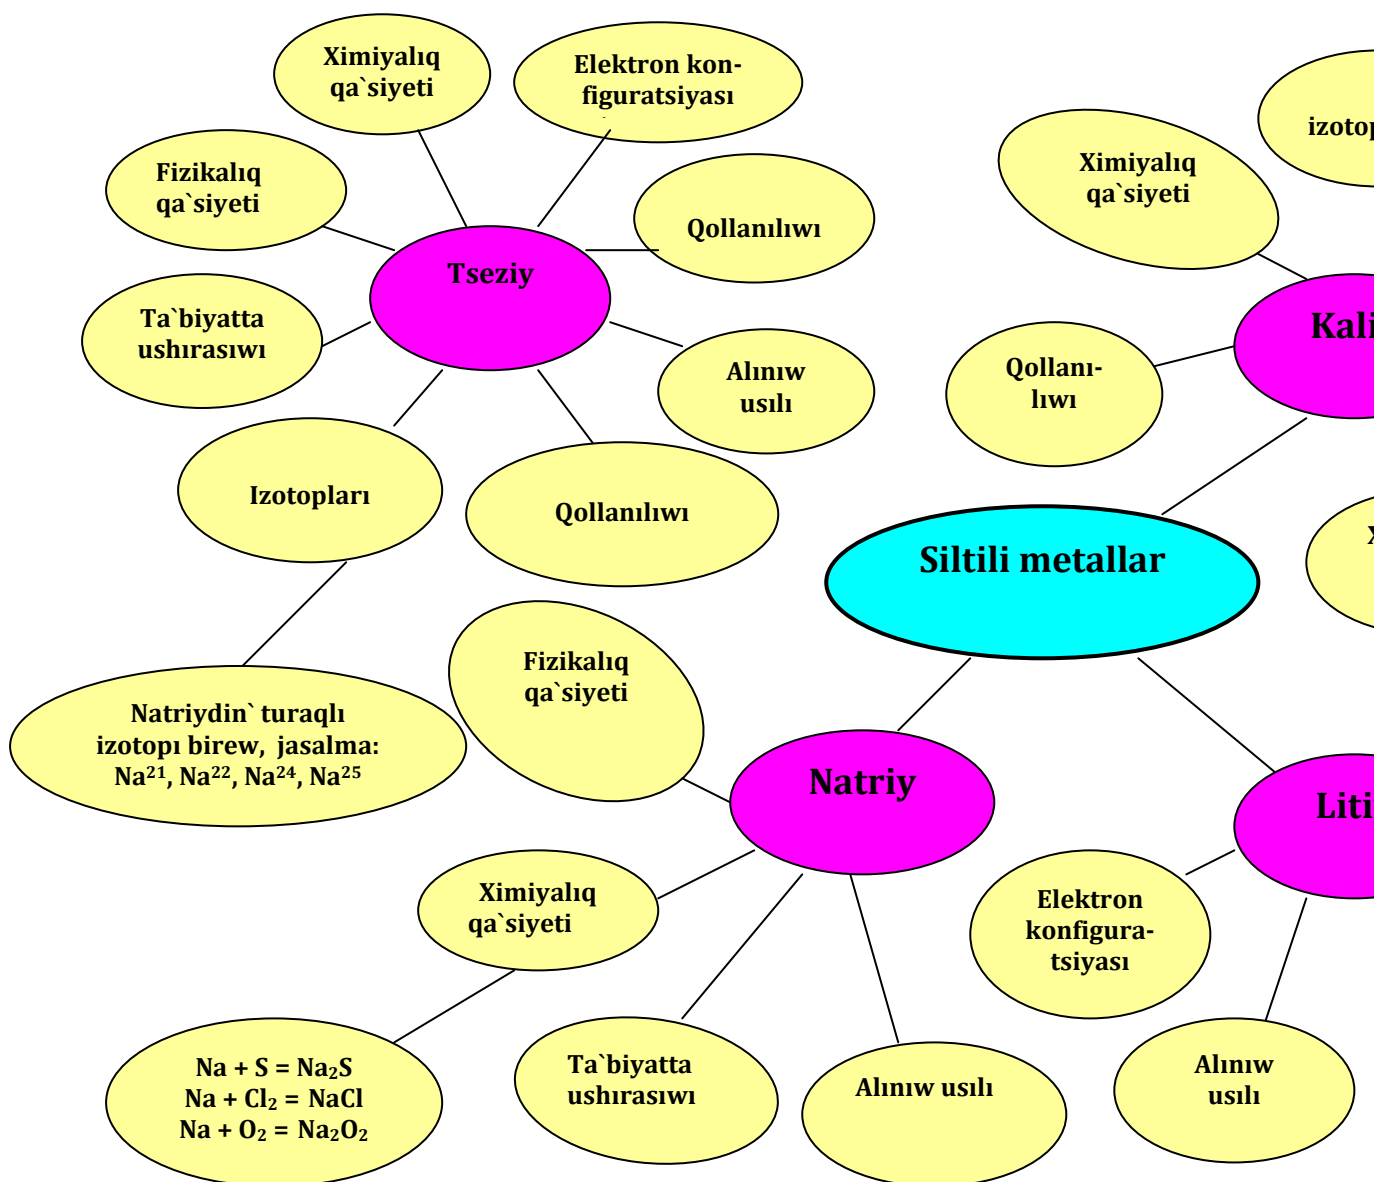 Ximiyalıq
qa`siyeti
Elektron kon-
figuratsiyası
Fizikalıq
qa`siyeti
Qollanılıwı
Tseziy
Ta`biyatta
ushırasıwı
Alınıw
usılı
Izotopları
Qollanılıwı
Natriydin` turaqlı
izotopı birew, jasalma:
Na²¹, Na²², Na²⁴, Na²⁵
izotop
Ximiyalıq
qa`siyeti
Kali
Qollanı-
lıwı
Siltili metallar
X
Fizikalıq
qa`siyeti
Natriy
Liti
Ximiyalıq
qa`siyeti
Elektron
konfigura-
tsiyası
Na + S = Na₂S
Na + Cl₂ = NaCl
Na + O₂ = Na₂O₂
Ta`biyatta
ushırasıwı
Alınıw usılı
Alınıw
usılı